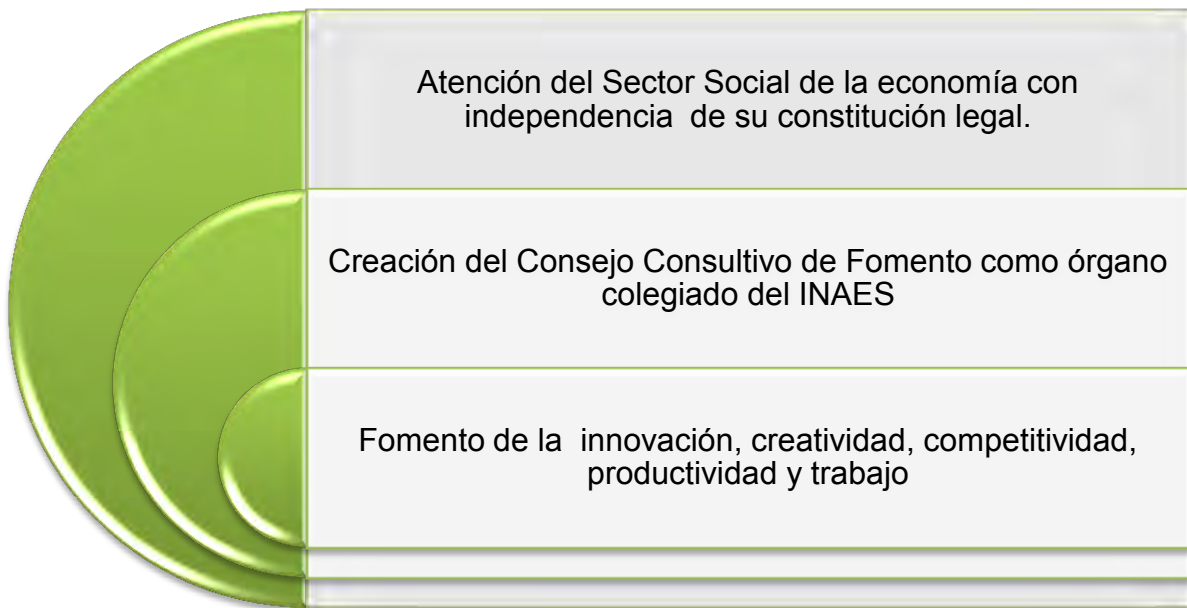 Atención del Sector Social de la economía con
independencia de su constitución legal.
Creación del Consejo Consultivo de Fomento como órgano
colegiado del INAES
Fomento de la innovación, creatividad, competitividad,
productividad y trabajo